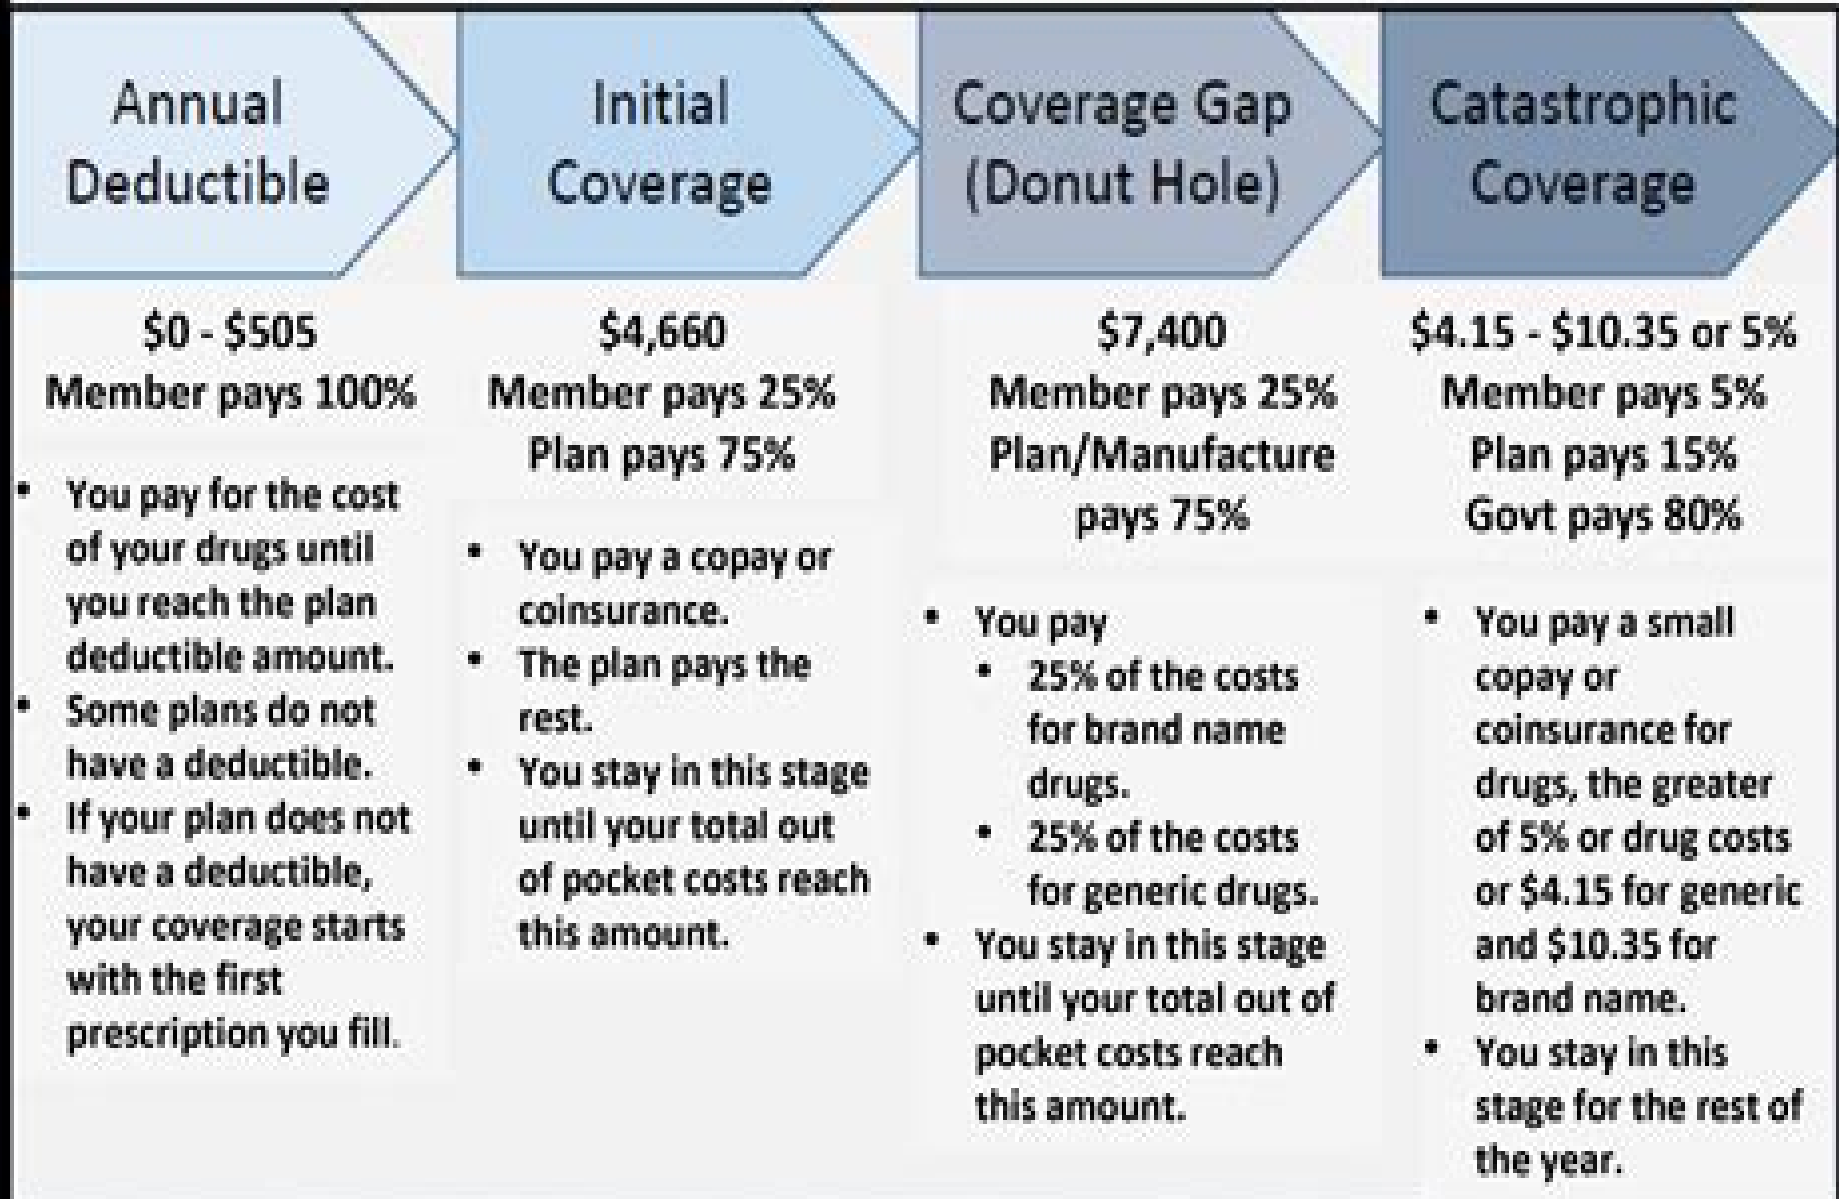 Annual
Deductible
$0 - $505
Member pays 100%
• You pay for the cost
of your drugs until
you reach the plan
deductible amount.
• Some plans do not
have a deductible.
• If your plan does not
have a deductible,
your coverage starts
with the first
prescription you fill.
Initial
Coverage
$4,660
Member pays 25%
Plan pays 75%
• You pay a copay or
coinsurance.
• The plan pays the
rest.
• You stay in this stage
until your total out
of pocket costs reach
this amount.
Coverage Gap
(Donut Hole)
$7,400
Member pays 25%
Plan/Manufacture
pays 75%
• You pay
• 25% of the costs
for brand name
drugs.
• 25% of the costs
for generic drugs.
• You stay in this stage
until your total out of
pocket costs reach
this amount.
Catastrophic
Coverage
$4.15 - $10.35 or 5%
Member pays 5%
Plan pays 15%
Govt pays 80%
• You pay a small
copay or
coinsurance for
drugs, the greater
of 5% or drug costs
or $4.15 for generic
and $10.35 for
brand name.
• You stay in this
stage for the rest of
the year.